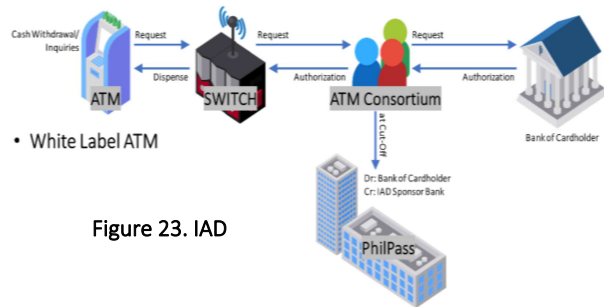 Cash Withdrawal/
Inquiries
Request
Request
Request
Dispense
Authorization
Authorization
ATM
SWITCH
ATM Consortium
Bank of Cardholder
• White Label ATM
at Cut-Off
Dr: Bank of Cardholder
Cr: IAD Sponsor Bank
Figure 23. IAD
PhilPass